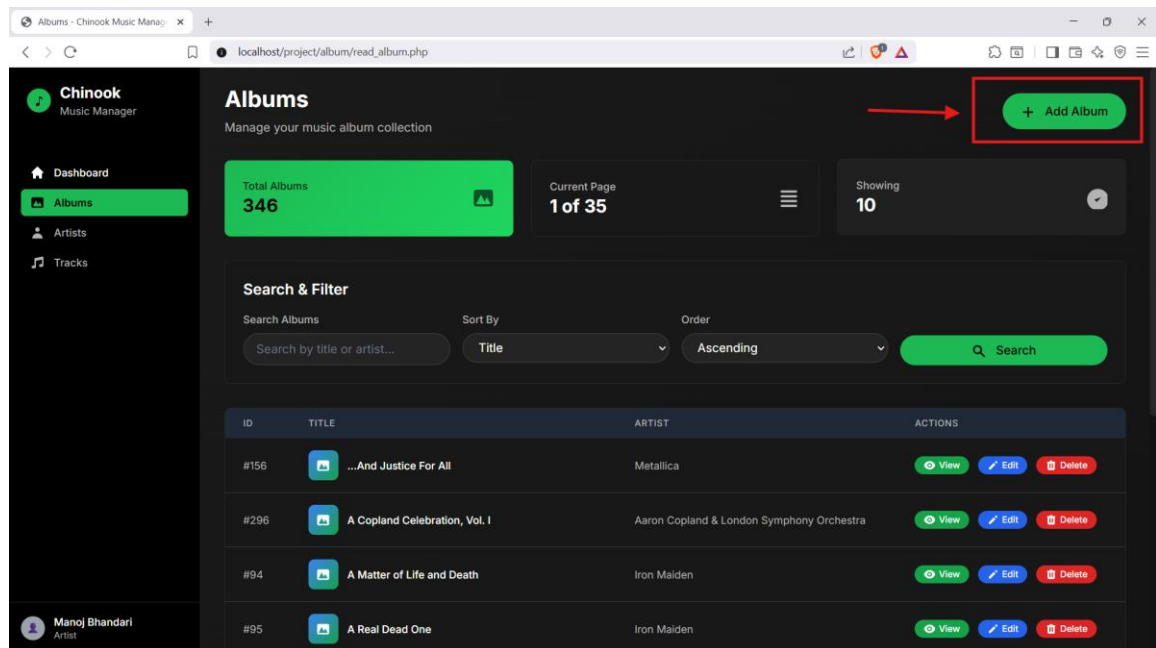 Albums - Chinook Music Manag
localhost/project/album/read_album.php
Chinook
Music Manager
Dashboard
Albums
Artists
Tracks
Manoj Bhandari
Artist
Albums
Manage your music album collection
+ Add Album
Total Albums
346
Current Page
1 of 35
Showing
10
Search & Filter
Search Albums
Sort By
Order
Search by title or artist...
Title
Ascending
Search
ID TITLE ARTIST ACTIONS
#156 ...And Justice For All Metallica View Edit Delete
#296 A Copland Celebration, Vol. I Aaron Copland & London Symphony Orchestra View Edit Delete
#94 A Matter of Life and Death Iron Maiden View Edit Delete
#95 A Real Dead One Iron Maiden View Edit Delete